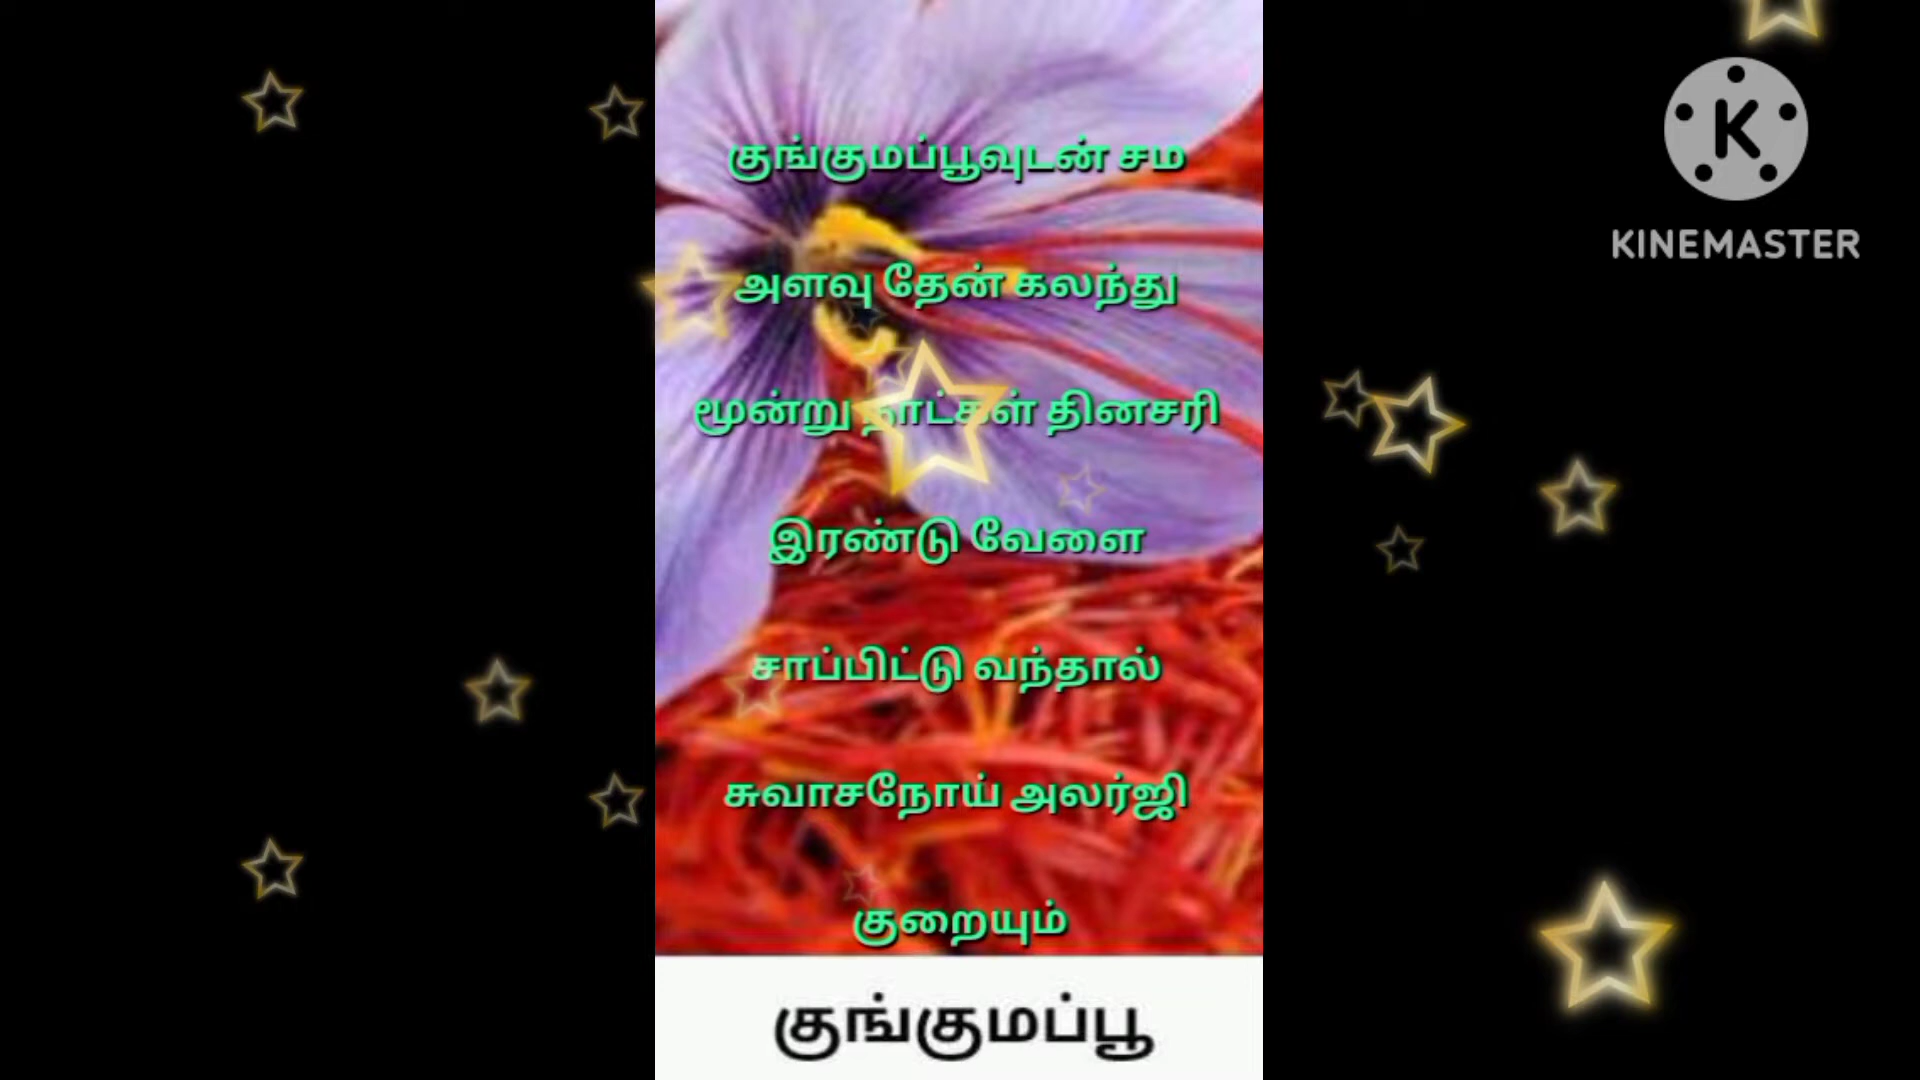 குங்குமப்பூவுடன் சம
அளவு தேன் கலந்து
மூன்று நாட்கள் தினசரி
இரண்டு வேளை
சாப்பிட்டு வந்தால்
சுவாசநோய் அலர்ஜி
குறையும்
குங்குமப்பூ
K
KINEMASTER